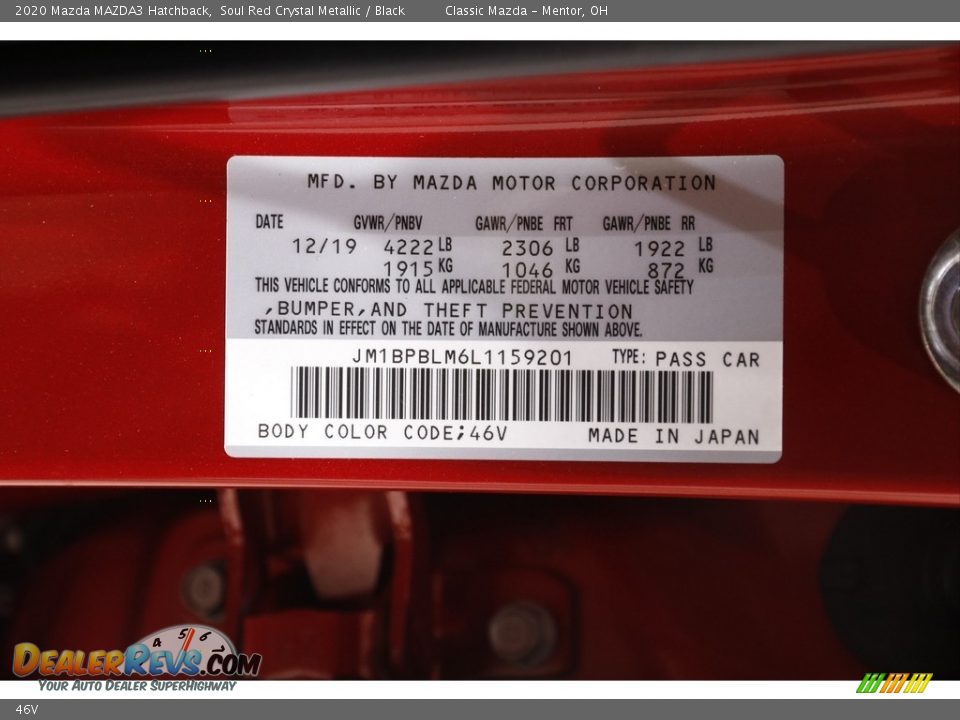 2020 Mazda MAZDA3 Hatchback, Soul Red Crystal Metallic / Black Classic Mazda - Mentor, OH
MFD. BY MAZDA MOTOR CORPORATION
DATE GVWR/PNBV GAWR/PNBE FRT GAWR/PNBE RR
12/19 4222 LB 2306 LB 1922 LB
1915 KG 1046 KG 872 KG
THIS VEHICLE CONFORMS TO ALL APPLICABLE FEDERAL MOTOR VEHICLE SAFETY
,BUMPER,AND THEFT PREVENTION
STANDARDS IN EFFECT ON THE DATE OF MANUFACTURE SHOWN ABOVE.
JM1BPBLM6L1159201 TYPE: PASS CAR
BODY COLOR CODE;46V MADE IN JAPAN
4 5 6 7
DEALERREVS.COM
YOUR AUTO DEALER SUPERHIGHWAY
46V